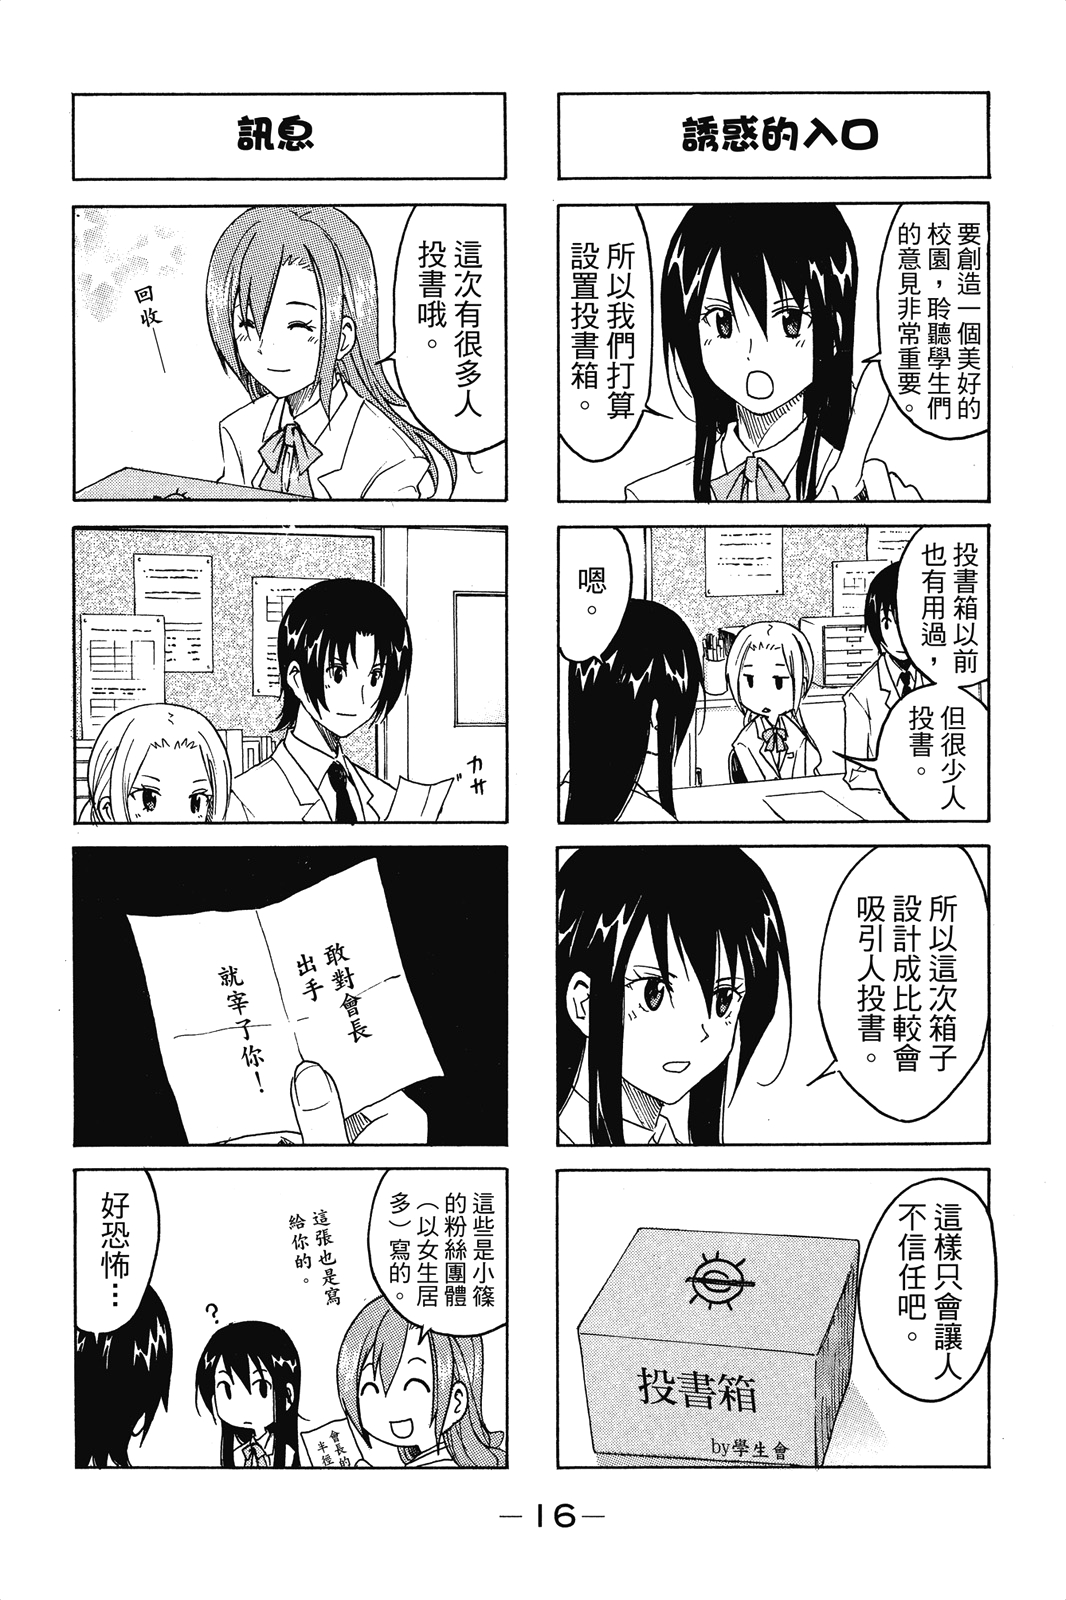 誘惑的入口
要創造一個美好的
校園，聆聽學生們
的意見非常重要。
所以我們打算
設置投書箱。
投書箱以前
也有用過，
但很少人
投書。
嗯。
所以這次箱子
設計成比較會
吸引人投書。
這樣只會讓人
不信任吧。
投書箱
by學生會
訊息
這次有很多人
投書哦。
回收
カサ
敢對會長
出手
就宰了你！
這些是小篠
的粉絲團體
（以女生居
多）寫的。
這張也是寫
給你的。
?
會長的
半徑
好恐怖…
—16—